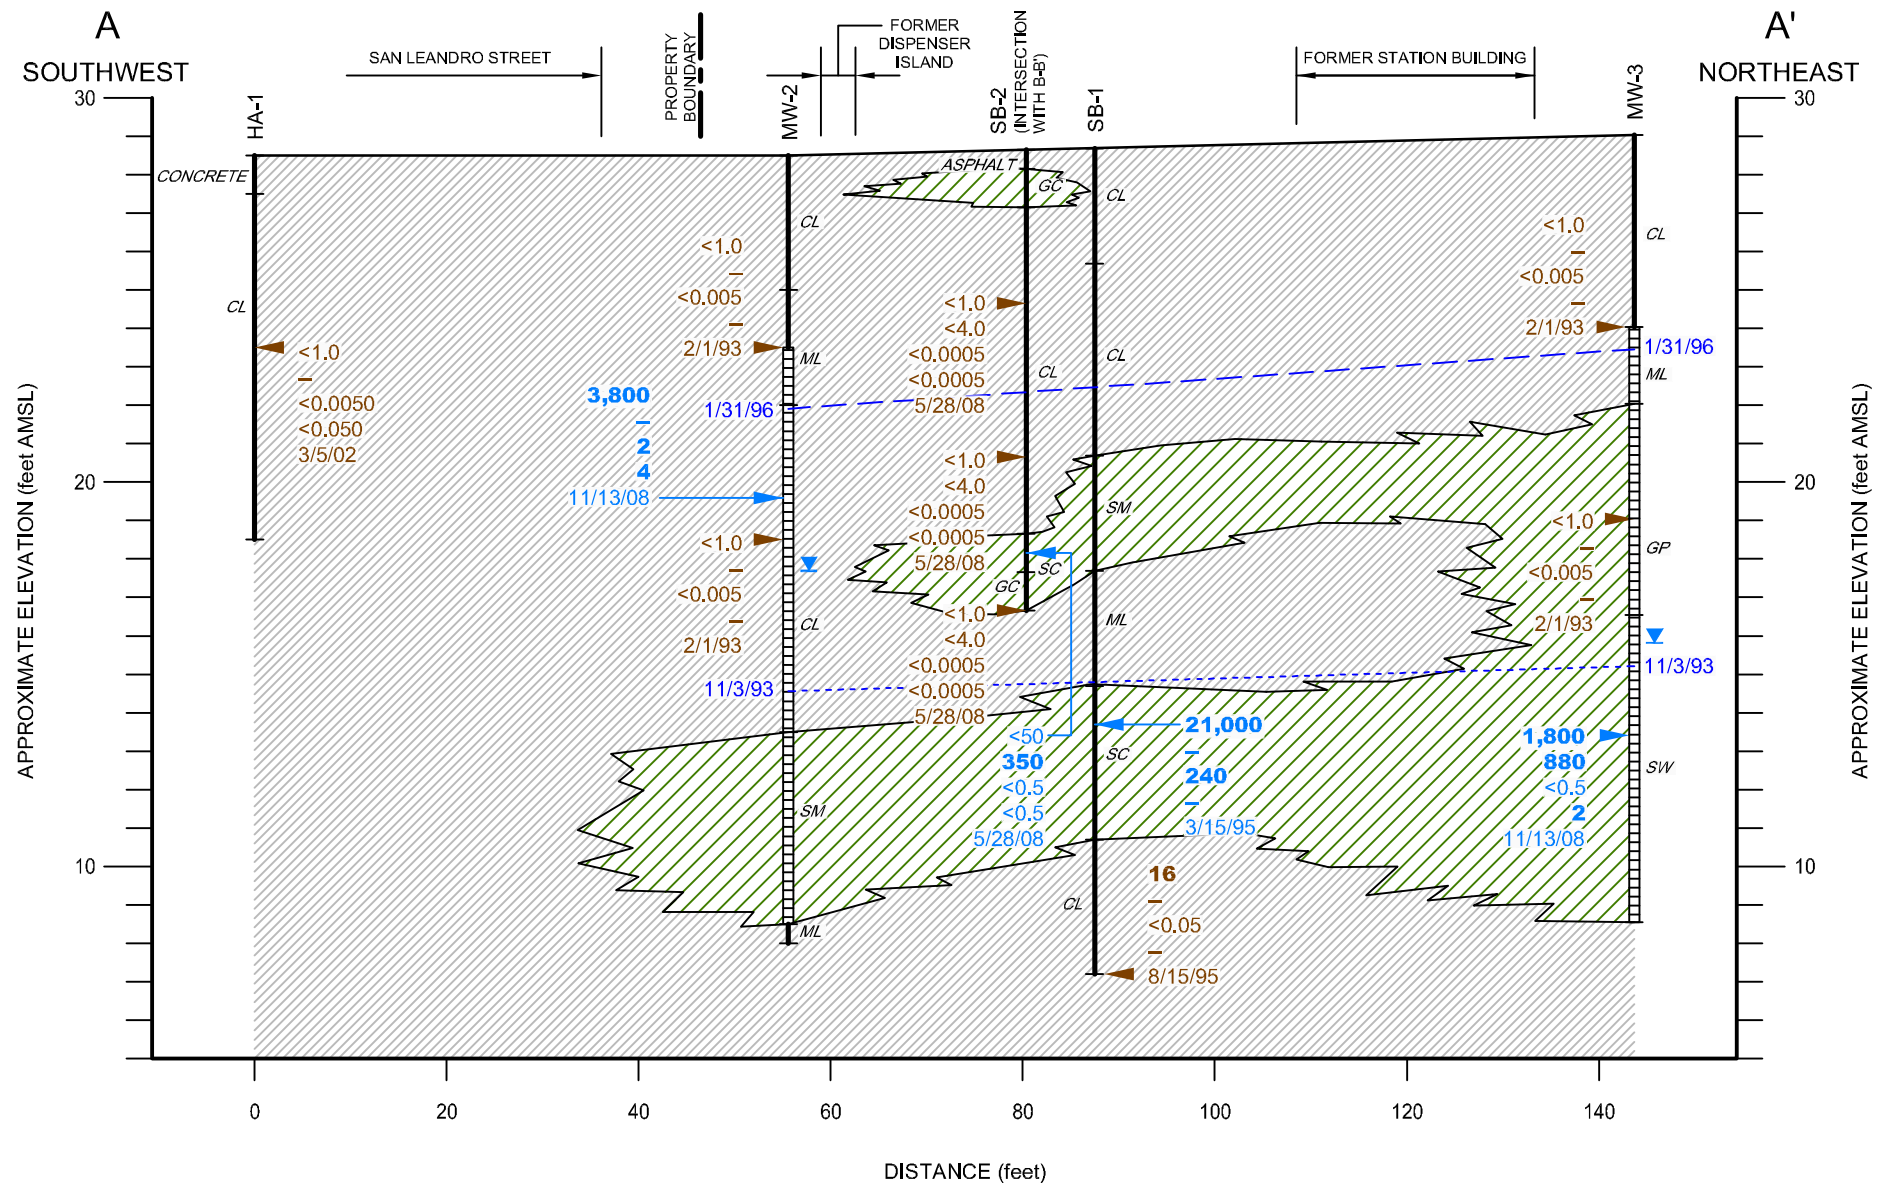 A
SOUTHWEST
A'
NORTHEAST
SAN LEANDRO STREET
PROPERTY
BOUNDARY
FORMER
DISPENSER
ISLAND
FORMER STATION BUILDING
HA-1
MW-2
SB-2
(INTERSECTION
WITH B-B')
SB-1
MW-3
30
20
10
APPROXIMATE ELEVATION (feet AMSL)
30
20
10
APPROXIMATE ELEVATION (feet AMSL)
CONCRETE
CL
<1.0
–
<0.0050
<0.050
3/5/02
<1.0
–
<0.005
–
2/1/93
3,800
–
2
4
11/13/08
<1.0
–
<0.005
–
2/1/93
CL
ML
CL
SM
ML
1/31/96
11/3/93
ASPHALT
GC
CL
SC
GC
<1.0
<4.0
<0.0005
<0.0005
5/28/08
<1.0
<4.0
<0.0005
<0.0005
5/28/08
<1.0
<4.0
<0.0005
<0.0005
5/28/08
<50
350
<0.5
<0.5
5/28/08
CL
CL
SM
ML
SC
CL
21,000
–
240
–
3/15/95
16
–
<0.05
–
8/15/95
<1.0
–
<0.005
–
2/1/93
<1.0
–
<0.005
–
2/1/93
1,800
880
<0.5
2
11/13/08
CL
1/31/96
ML
GP
11/3/93
SW
0
20
40
60
80
100
120
140
DISTANCE (feet)